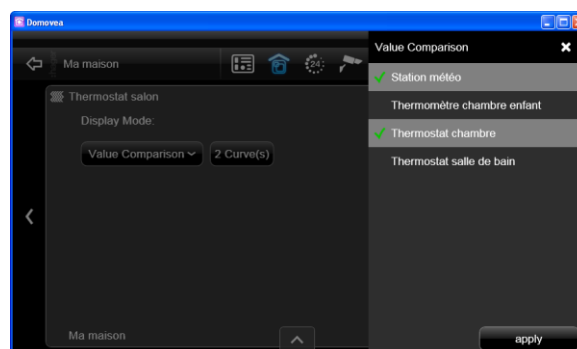 Domovea
Ma maison
24
Thermostat salon
Display Mode:
Value Comparison
2 Curve(s)
Ma maison
Value Comparison
Station météo
Thermomètre chambre enfant
Thermostat chambre
Thermostat salle de bain
apply